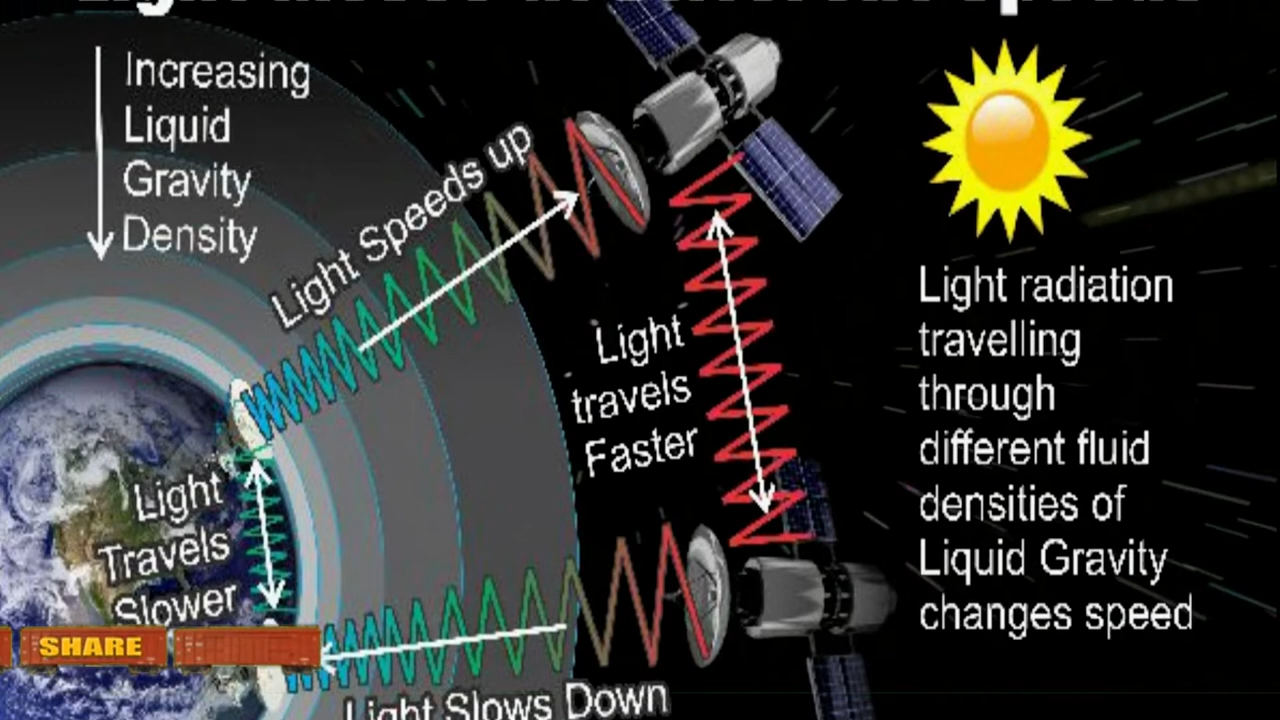 Increasing
Liquid
Gravity
Density
Light Speeds up
Light
travels
Faster
Light
Travels
Slower
SHARE
Light Slows Down
Light radiation
travelling
through
different fluid
densities of
Liquid Gravity
changes speed